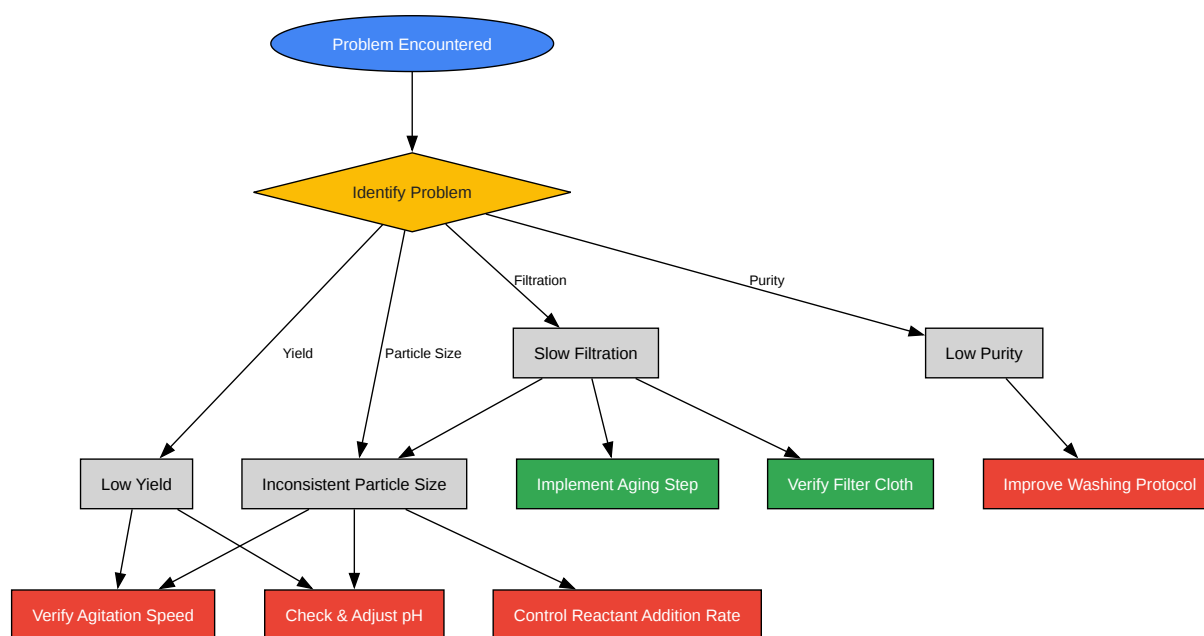 Problem Encountered
Identify Problem
Filtration
Purity
Yield
Particle Size
Slow Filtration
Low Purity
Low Yield
Inconsistent Particle Size
Implement Aging Step
Verify Filter Cloth
Improve Washing Protocol
Verify Agitation Speed
Check & Adjust pH
Control Reactant Addition Rate